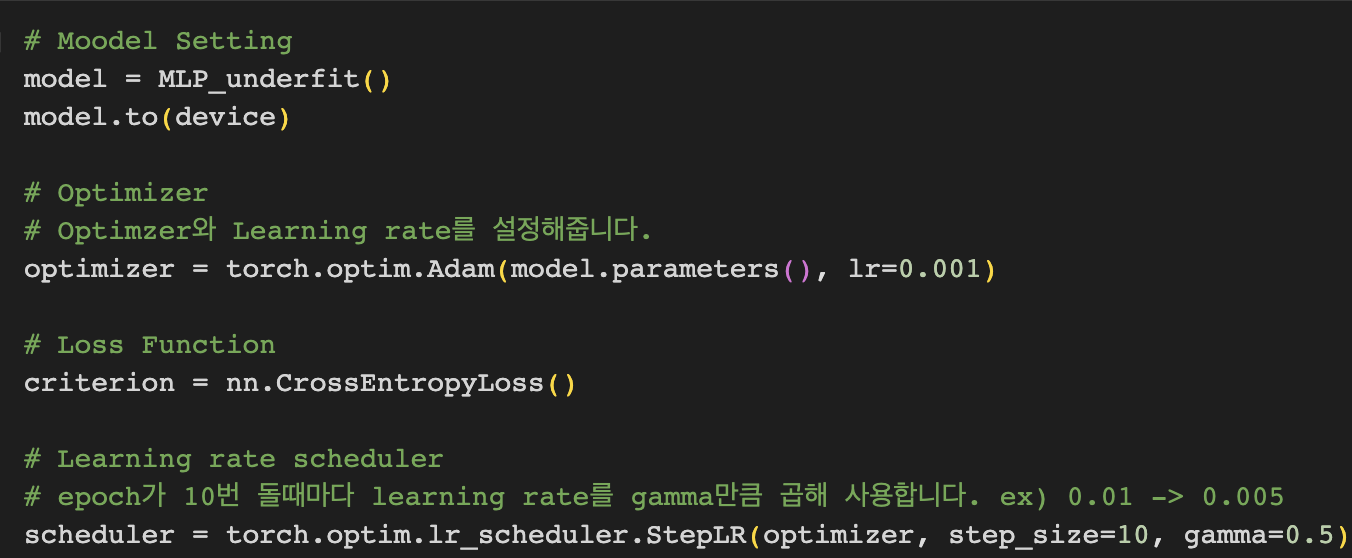 # Moodel Setting
model = MLP_underfit()
model.to(device)
# Optimizer
# Optimzer와 Learning rate를 설정해줍니다.
optimizer = torch.optim.Adam(model.parameters(), lr=0.001)
# Loss Function
criterion = nn.CrossEntropyLoss()
# Learning rate scheduler
# epoch가 10번 돌때마다 learning rate를 gamma만큼 곱해 사용합니다. ex) 0.01 -> 0.005
scheduler = torch.optim.lr_scheduler.StepLR(optimizer, step_size=10, gamma=0.5)